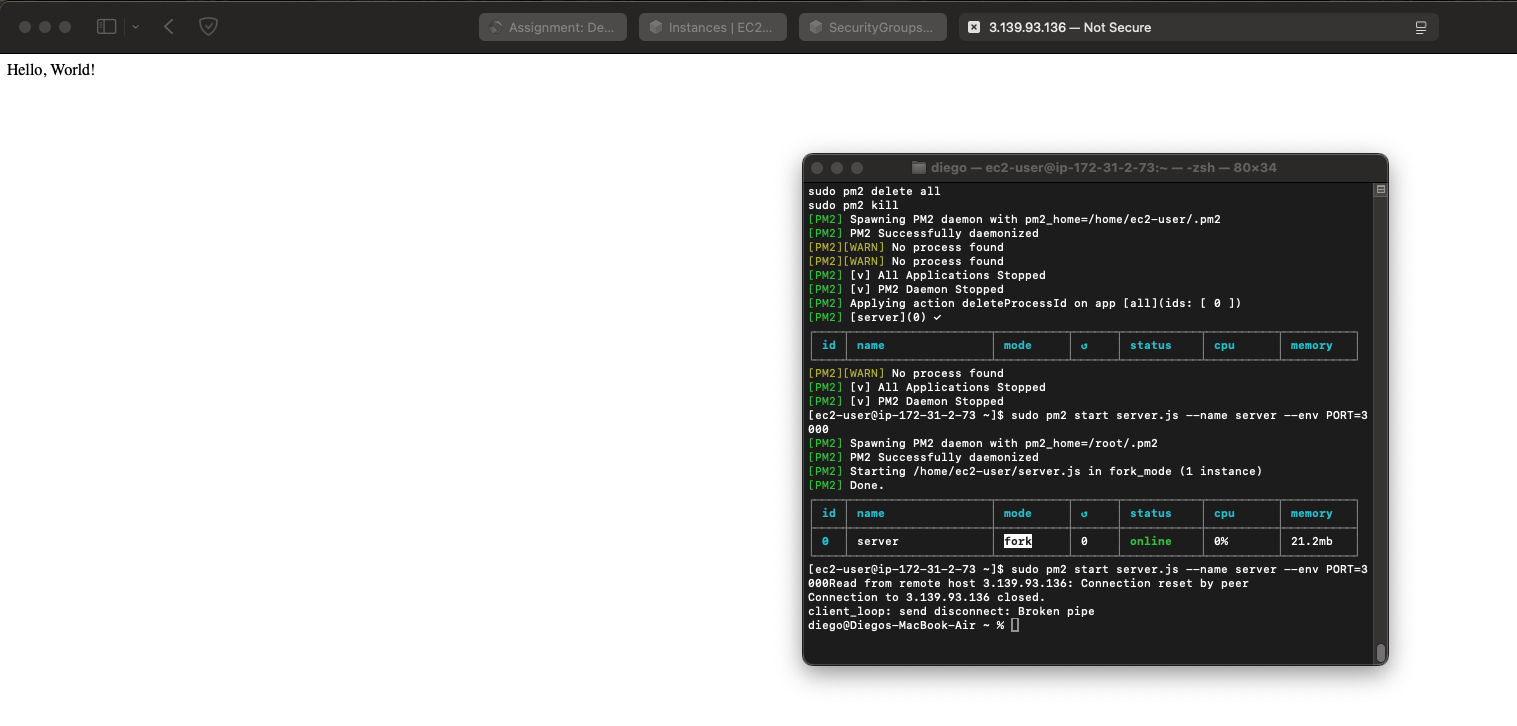 Assignment: De...
Instances | EC2...
SecurityGroups...
3.139.93.136 — Not Secure
Hello, World!
diego — ec2-user@ip-172-31-2-73:~ — -zsh — 80×34
sudo pm2 delete all
sudo pm2 kill
[PM2] Spawning PM2 daemon with pm2_home=/home/ec2-user/.pm2
[PM2] PM2 Successfully daemonized
[PM2][WARN] No process found
[PM2][WARN] No process found
[PM2] [v] All Applications Stopped
[PM2] [v] PM2 Daemon Stopped
[PM2] Applying action deleteProcessId on app [all](ids: [ 0 ])
[PM2] [server](0) ✓
id name mode ↺ status cpu memory
[PM2][WARN] No process found
[PM2] [v] All Applications Stopped
[PM2] [v] PM2 Daemon Stopped
[ec2-user@ip-172-31-2-73 ~]$ sudo pm2 start server.js --name server --env PORT=3
000
[PM2] Spawning PM2 daemon with pm2_home=/root/.pm2
[PM2] PM2 Successfully daemonized
[PM2] Starting /home/ec2-user/server.js in fork_mode (1 instance)
[PM2] Done.
id name mode ↺ status cpu memory
0 server fork 0 online 0% 21.2mb
[ec2-user@ip-172-31-2-73 ~]$ sudo pm2 start server.js --name server --env PORT=3
000Read from remote host 3.139.93.136: Connection reset by peer
Connection to 3.139.93.136 closed.
client_loop: send disconnect: Broken pipe
diego@Diegos-MacBook-Air ~ %